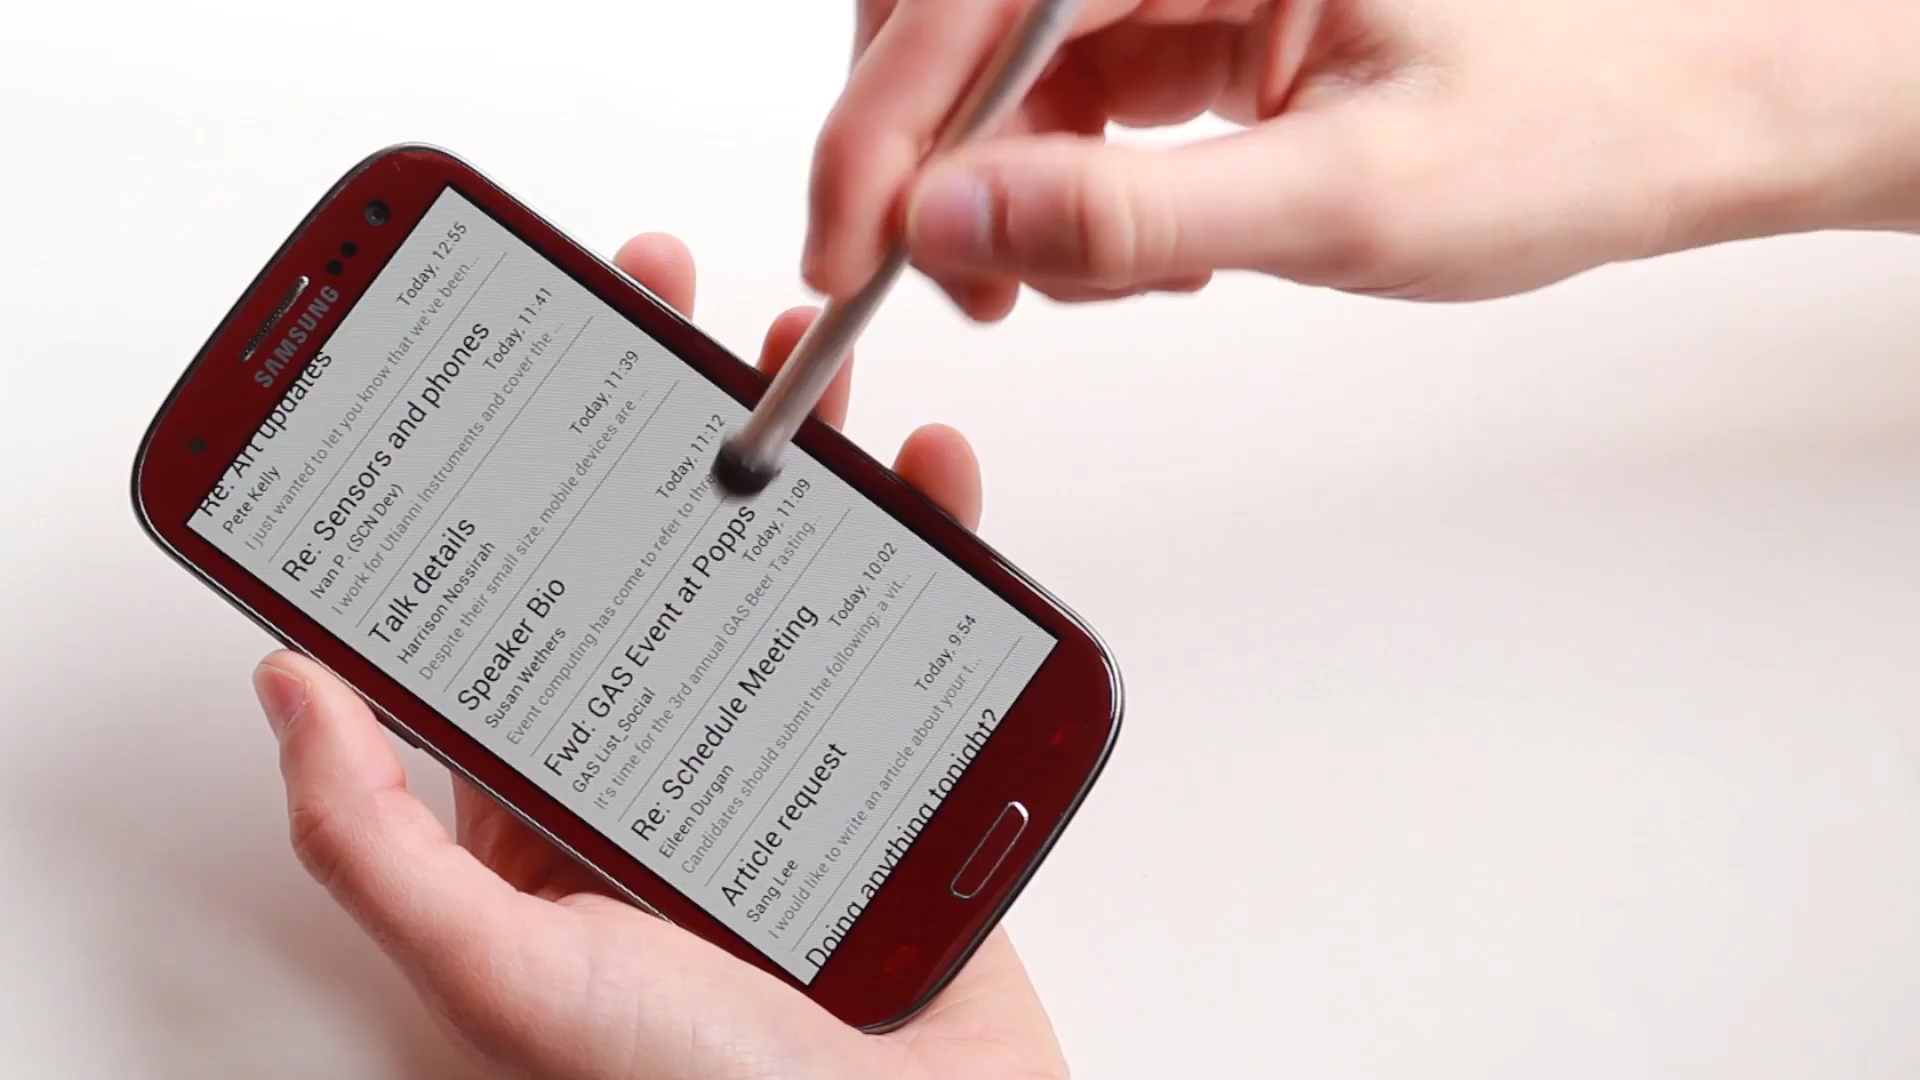 SAMSUNG
Re: Art updates
Pete Kelly
Today, 12:55
I just wanted to let you know that we've been...
Re: Sensors and phones
Ivan P. (SCN Dev)
Today, 11:41
I work for Utianni Instruments and cover the ...
Talk details
Harrison Nossirah
Today, 11:39
Despite their small size, mobile devices are ...
Speaker Bio
Susan Wethers
Today, 11:12
Event computing has come to refer to
Fwd: GAS Event at Popps
GAS List_Social
Today, 11:09
It's time for the 3rd annual GAS Beer Tasting...
Re: Schedule Meeting
Eileen Durgan
Today, 10:02
Candidates should submit the following: a vit...
Article request
Sang Lee
Today, 9:54
I would like to write an article about your t...
Doing anything tonight?